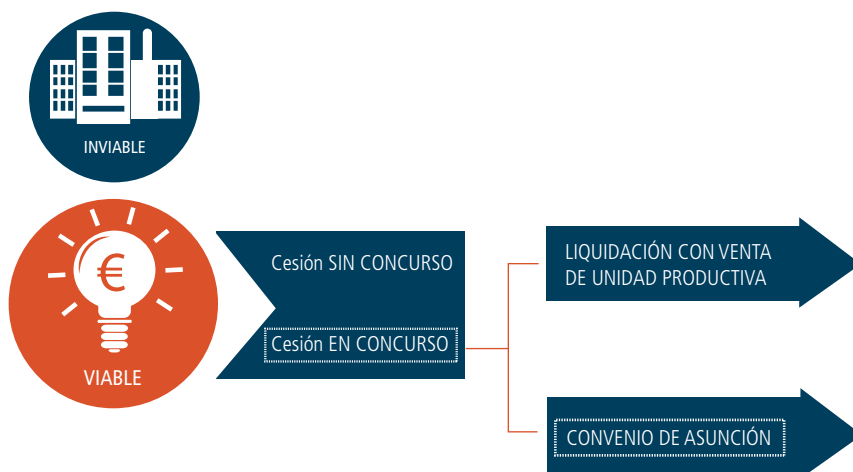 INVIABLE
€
VIABLE
Cesión SIN CONCURSO
Cesión EN CONCURSO
LIQUIDACIÓN CON VENTA
DE UNIDAD PRODUCTIVA
CONVENIO DE ASUNCIÓN